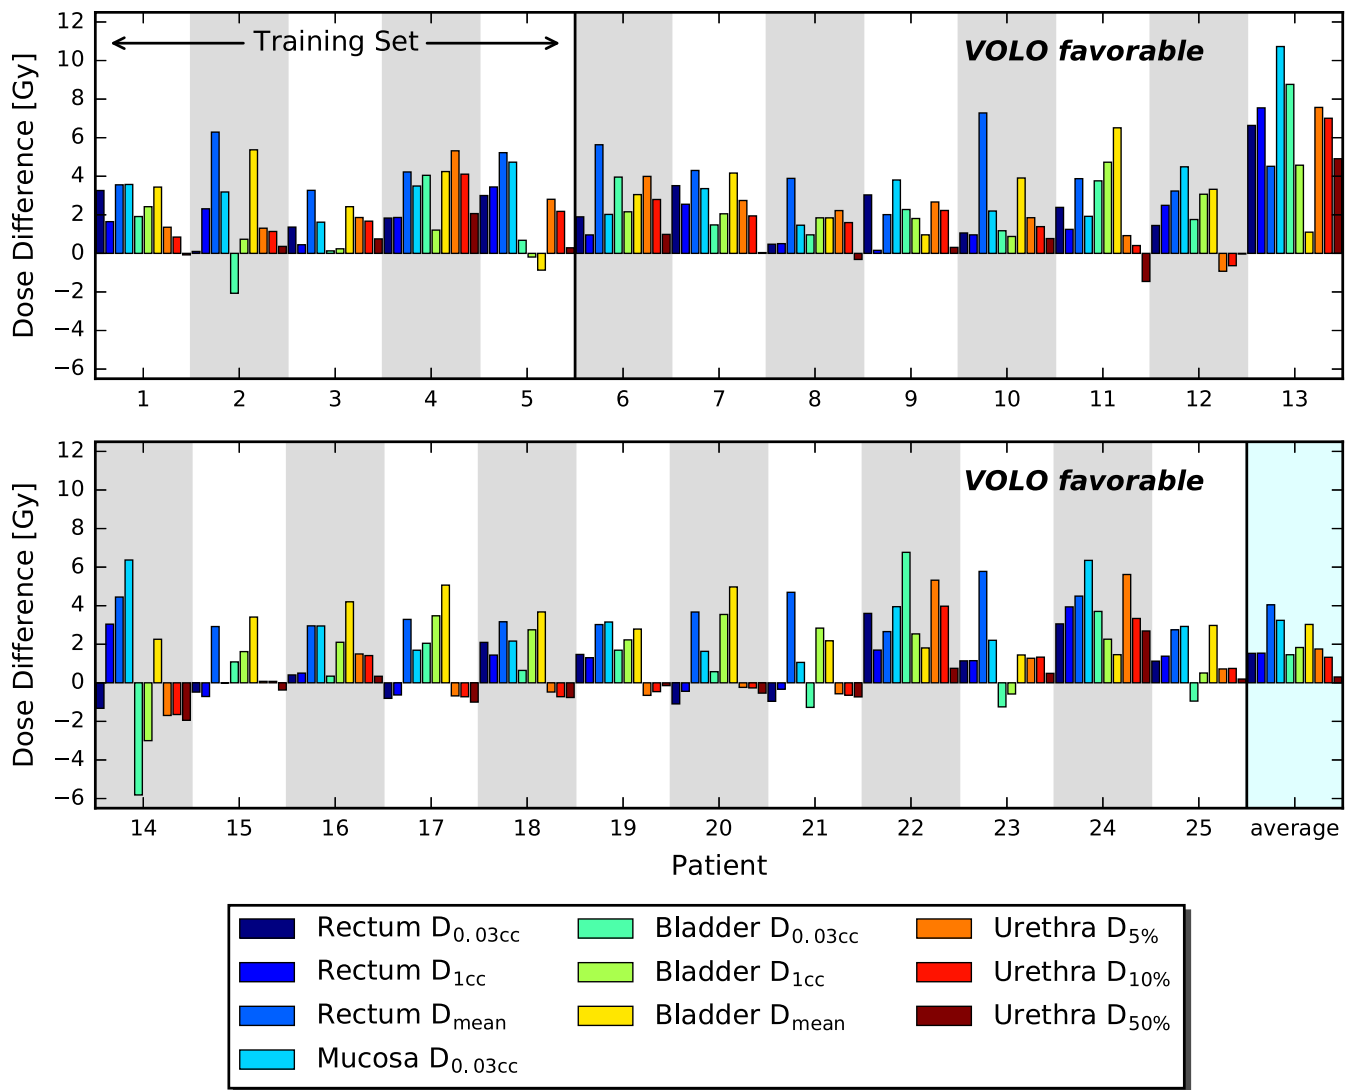 Dose Difference [Gy]
12
10
8
6
4
2
0
−2
−4
−6
Training Set
VOLO favorable
1 2 3 4 5 6 7 8 9 10 11 12 13
Dose Difference [Gy]
12
10
8
6
4
2
0
−2
−4
−6
VOLO favorable
14 15 16 17 18 19 20 21 22 23 24 25 average
Patient
Rectum D0.03cc Bladder D0.03cc Urethra D5%
Rectum D1cc Bladder D1cc Urethra D10%
Rectum Dmean Bladder Dmean Urethra D50%
Mucosa D0.03cc